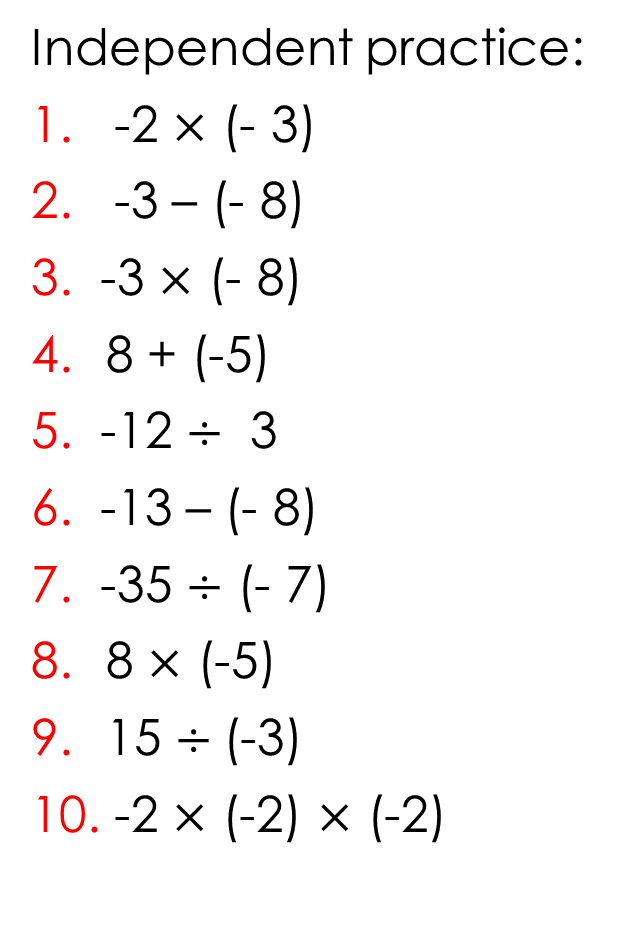 Independent practice:
1. -2 × (- 3)
2. -3 – (- 8)
3. -3 × (- 8)
4. 8 + (-5)
5. -12 ÷ 3
6. -13 – (- 8)
7. -35 ÷ (- 7)
8. 8 × (-5)
9. 15 ÷ (-3)
10. -2 × (-2) × (-2)